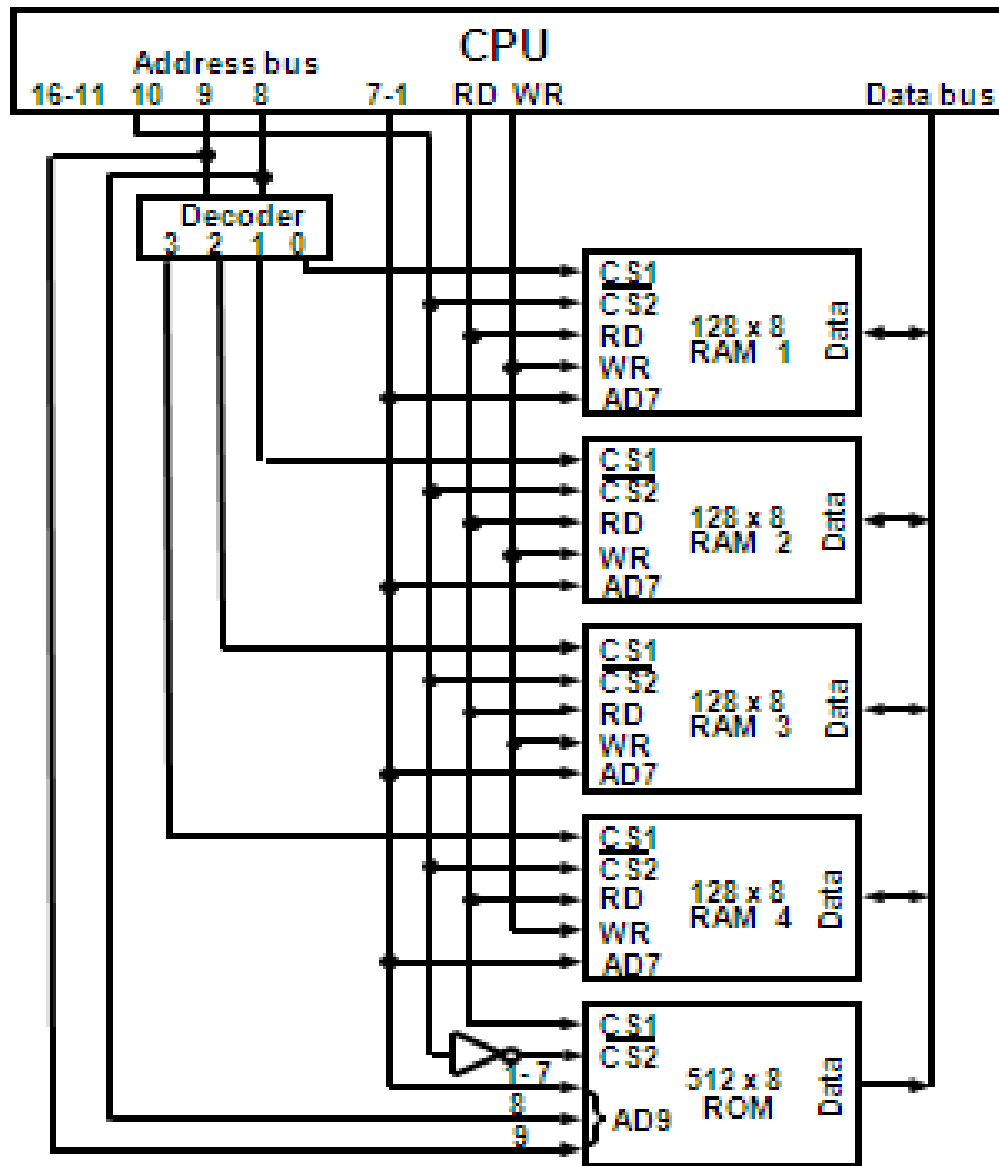 CPU
Address bus
16-11 10 9 8 7-1 RD WR Data bus
Decoder
3 2 1 0
CS1
CS2
RD
WR
AD7
128 x 8
RAM 1
Data
CS1
CS2
RD
WR
AD7
128 x 8
RAM 2
Data
CS1
CS2
RD
WR
AD7
128 x 8
RAM 3
Data
CS1
CS2
RD
WR
AD7
128 x 8
RAM 4
Data
CS1
CS2
1-7
8
9
AD9
512 x 8
ROM
Data